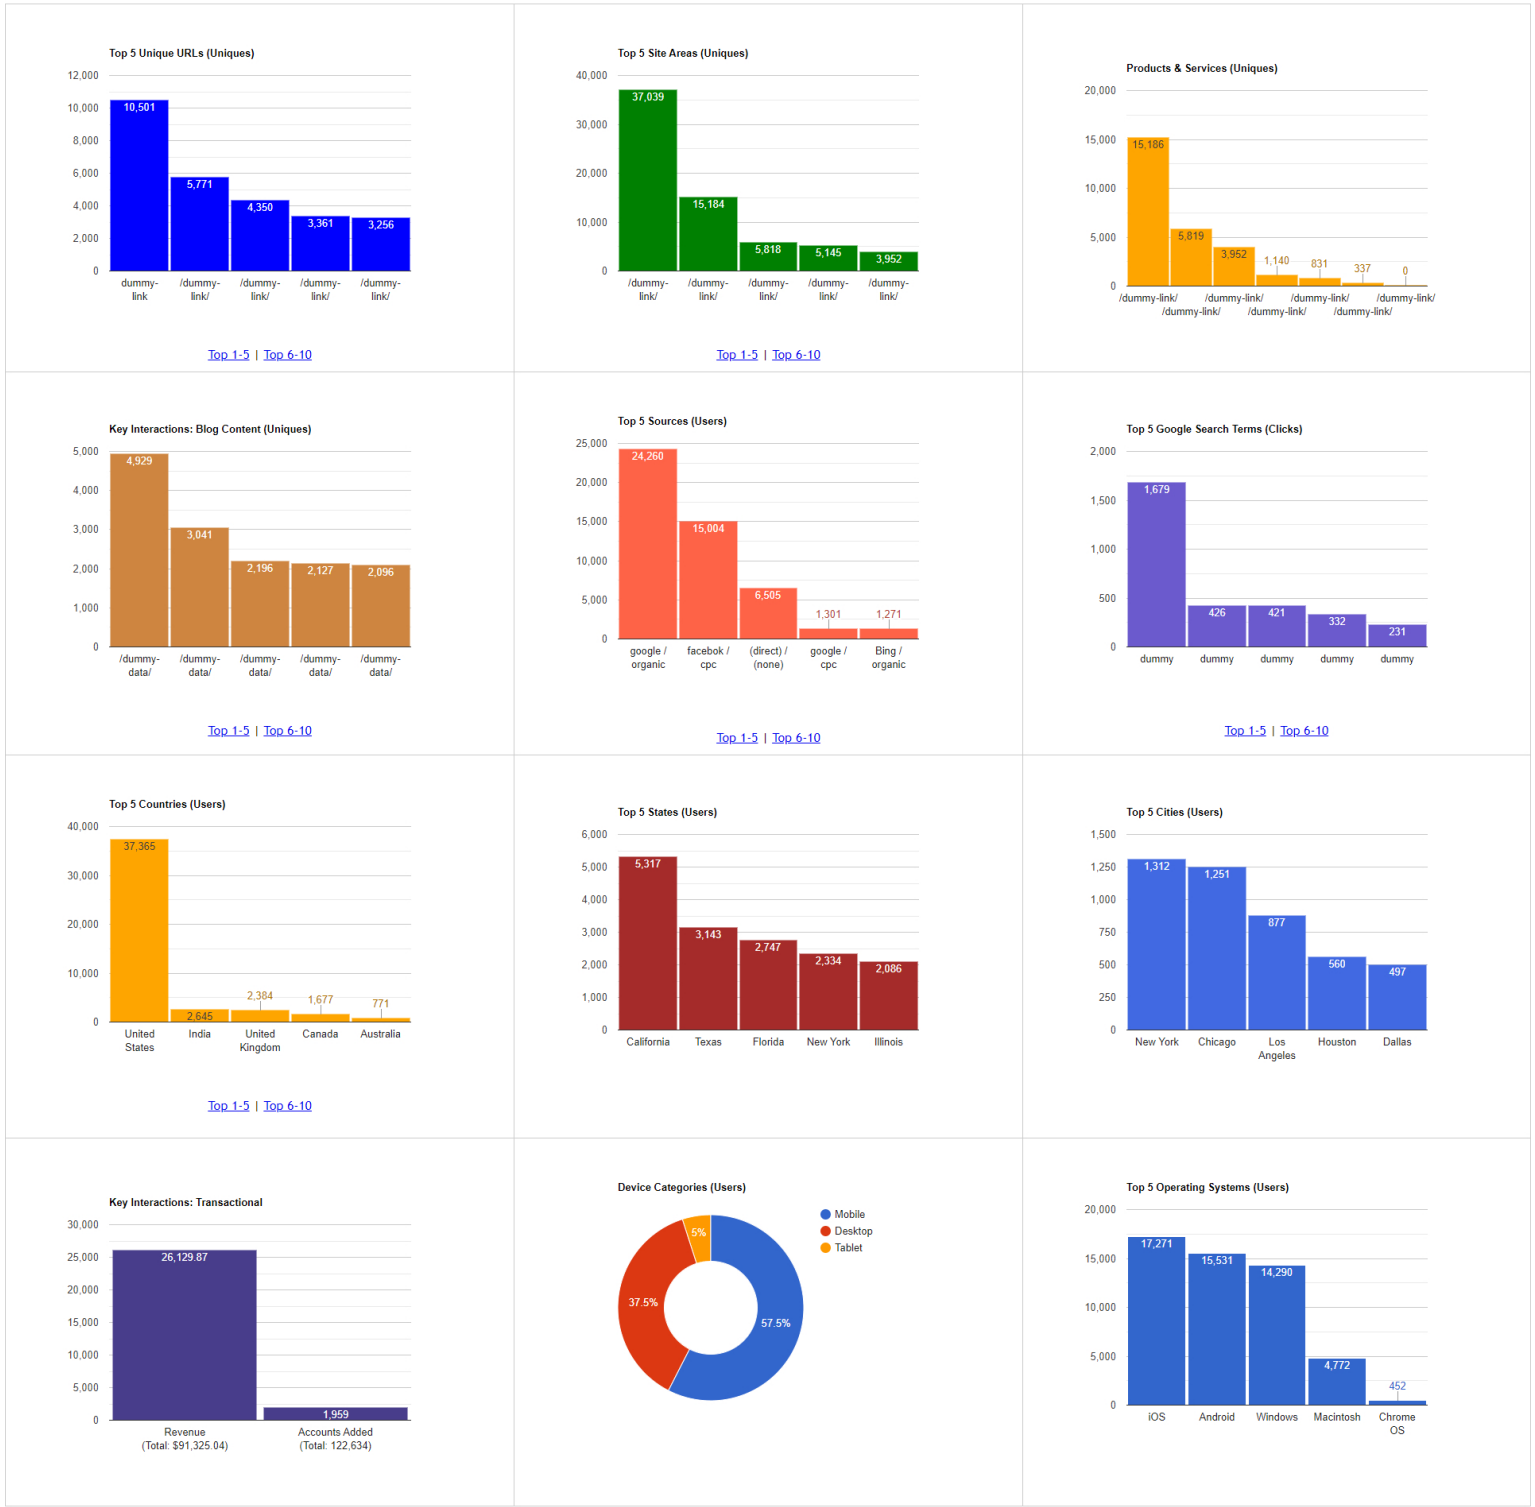 Top 5 Unique URLs (Uniques)
12,000
10,000
8,000
6,000
4,000
2,000
0
10,501
5,771
4,350
3,361
3,256
dummy-
link
/dummy-
link/
/dummy-
link/
/dummy-
link/
/dummy-
link/
Top 1-5 | Top 6-10
Top 5 Site Areas (Uniques)
40,000
30,000
20,000
10,000
0
37,039
15,184
5,818
5,145
3,952
/dummy-
link/
/dummy-
link/
/dummy-
link/
/dummy-
link/
/dummy-
link/
Top 1-5 | Top 6-10
Products & Services (Uniques)
20,000
15,000
10,000
5,000
0
15,186
5,819
3,952
1,140
831
337
0
/dummy-link/
/dummy-link/
/dummy-link/
/dummy-link/
/dummy-link/
/dummy-link/
/dummy-link/
Key Interactions: Blog Content (Uniques)
5,000
4,000
3,000
2,000
1,000
0
4,929
3,041
2,196
2,127
2,096
/dummy-
data/
/dummy-
data/
/dummy-
data/
/dummy-
data/
/dummy-
data/
Top 1-5 | Top 6-10
Top 5 Sources (Users)
25,000
20,000
15,000
10,000
5,000
0
24,260
15,004
6,505
1,301
1,271
google /
organic
facebok /
cpc
(direct) /
(none)
google /
cpc
Bing /
organic
Top 1-5 | Top 6-10
Top 5 Google Search Terms (Clicks)
2,000
1,500
1,000
500
0
1,679
426
421
332
231
dummy
dummy
dummy
dummy
dummy
Top 1-5 | Top 6-10
Top 5 Countries (Users)
40,000
30,000
20,000
10,000
0
37,365
2,645
2,384
1,677
771
United
States
India
United
Kingdom
Canada
Australia
Top 1-5 | Top 6-10
Top 5 States (Users)
6,000
5,000
4,000
3,000
2,000
1,000
0
5,317
3,143
2,747
2,334
2,086
California
Texas
Florida
New York
Illinois
Top 5 Cities (Users)
1,500
1,250
1,000
750
500
250
0
1,312
1,251
877
560
497
New York
Chicago
Los
Angeles
Houston
Dallas
Key Interactions: Transactional
30,000
25,000
20,000
15,000
10,000
5,000
0
26,129.87
1,959
Revenue
(Total: $91,325.04)
Accounts Added
(Total: 122,634)
Device Categories (Users)
5%
37.5%
57.5%
Mobile
Desktop
Tablet
Top 5 Operating Systems (Users)
20,000
15,000
10,000
5,000
0
17,271
15,531
14,290
4,772
452
iOS
Android
Windows
Macintosh
Chrome
OS